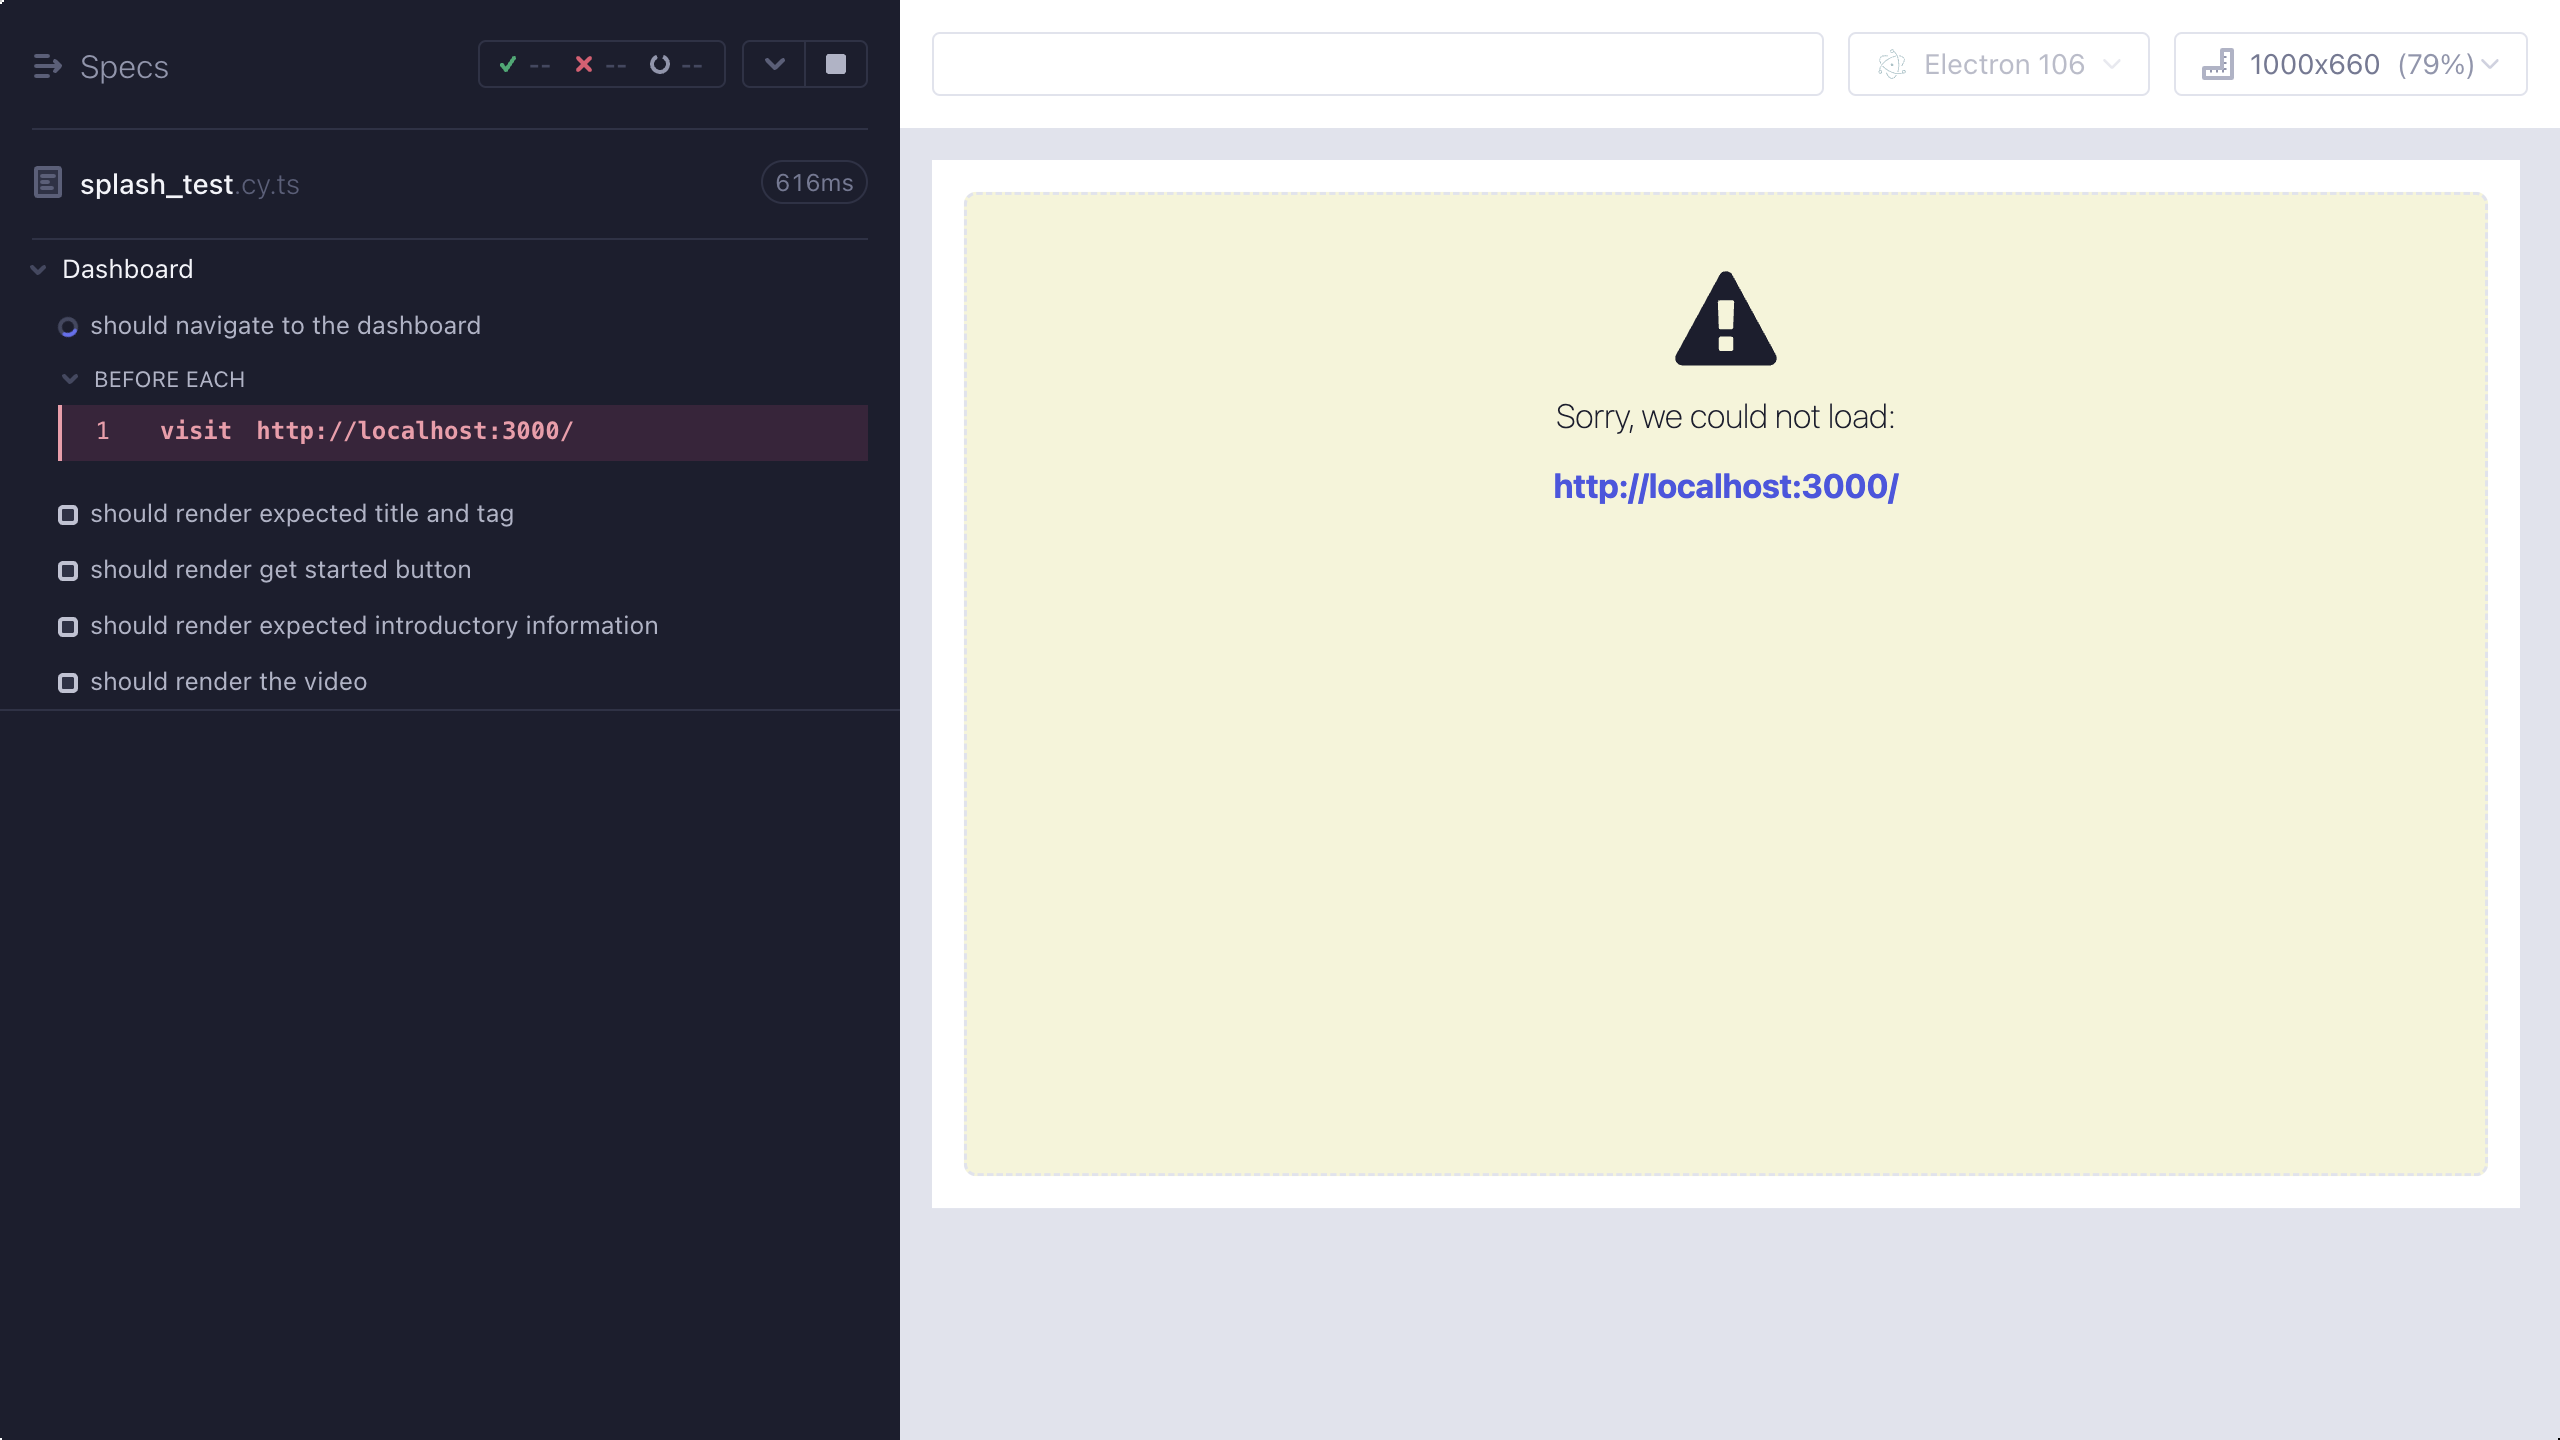 Specs
-- -- --
splash_test.cy.ts 616ms
Dashboard
should navigate to the dashboard
BEFORE EACH
1 visit http://localhost:3000/
should render expected title and tag
should render get started button
should render expected introductory information
should render the video
Electron 106
1000x660 (79%)
Sorry, we could not load:
http://localhost:3000/